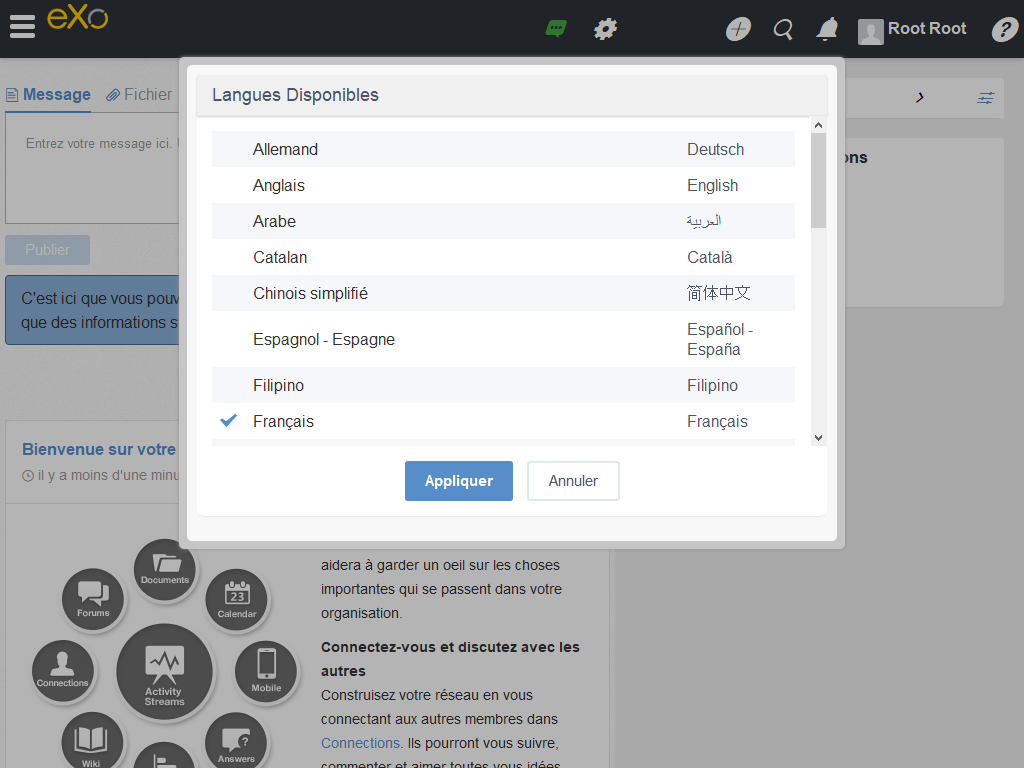 eXo
Root Root
?
Message
Fichier
Entrez votre message ici.
Publier
C'est ici que vous
que des informations
Langues Disponibles
Allemand Deutsch
Anglais English
Arabe العربية
Catalan Català
Chinois simplifié 简体中文
Espagnol - Espagne Español -
España
Filipino Filipino
Français Français
Appliquer
Annuler
Bienvenue sur votre
il y a moins d'une
Documents
Forums
23
Calendar
Connections
Activity
Streams
Mobile
Wiki
?
Answers
aidera à garder un oeil sur les choses
importantes qui se passent dans votre
organisation.
Connectez-vous et discutez avec les
autres
Construisez votre réseau en vous
connectant aux autres membres dans
Connections. Ils pourront vous suivre,
commenter et aimer toutes vous idées